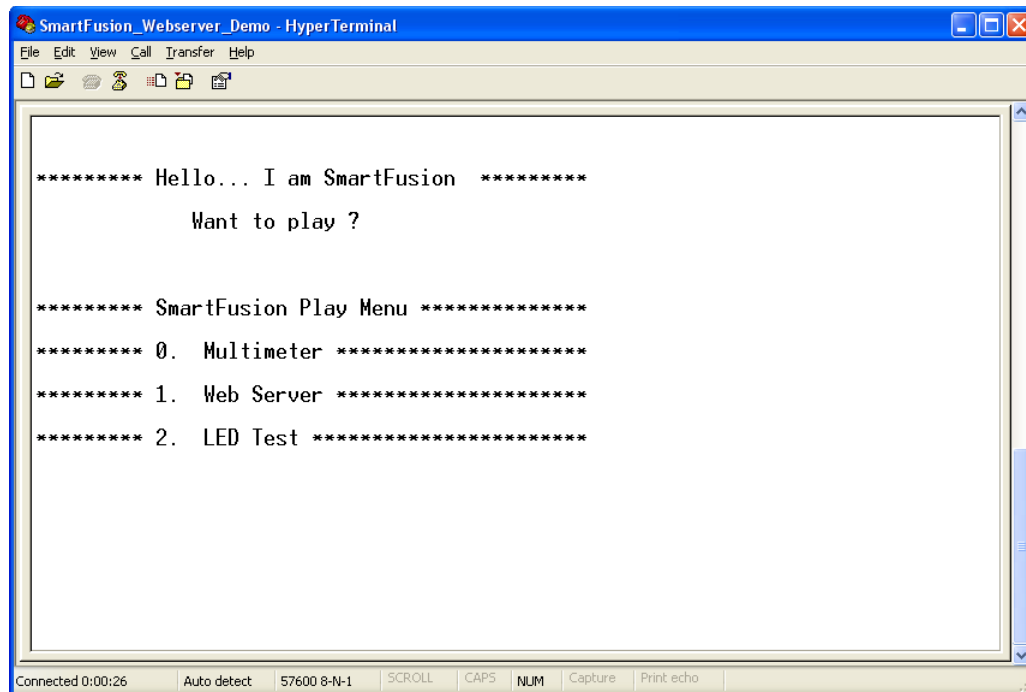 SmartFusion_Webserver_Demo - HyperTerminal
File Edit View Call Transfer Help
********* Hello... I am SmartFusion *********
Want to play ?
********* SmartFusion Play Menu **************
********* 0. Multimeter *********************
********* 1. Web Server *********************
********* 2. LED Test ***********************
Connected 0:00:26 Auto detect 57600 8-N-1 SCROLL CAPS NUM Capture Print echo